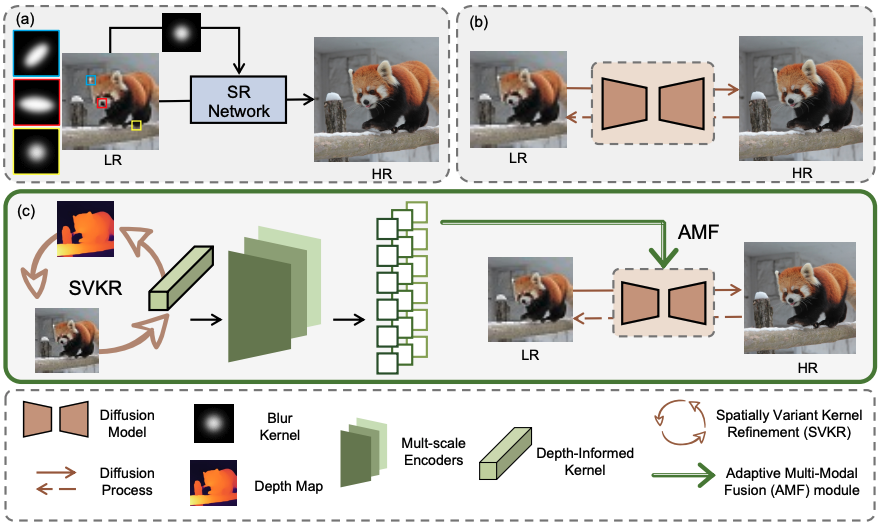 (a)
LR
SR
Network
HR
(b)
LR
HR
(c)
SVKR
AMF
LR
HR
Diffusion
Model
Blur
Kernel
Mult-scale
Encoders
Depth-Informed
Kernel
Spatially Variant Kernel
Refinement (SVKR)
Diffusion
Process
Depth Map
Adaptive Multi-Modal
Fusion (AMF) module